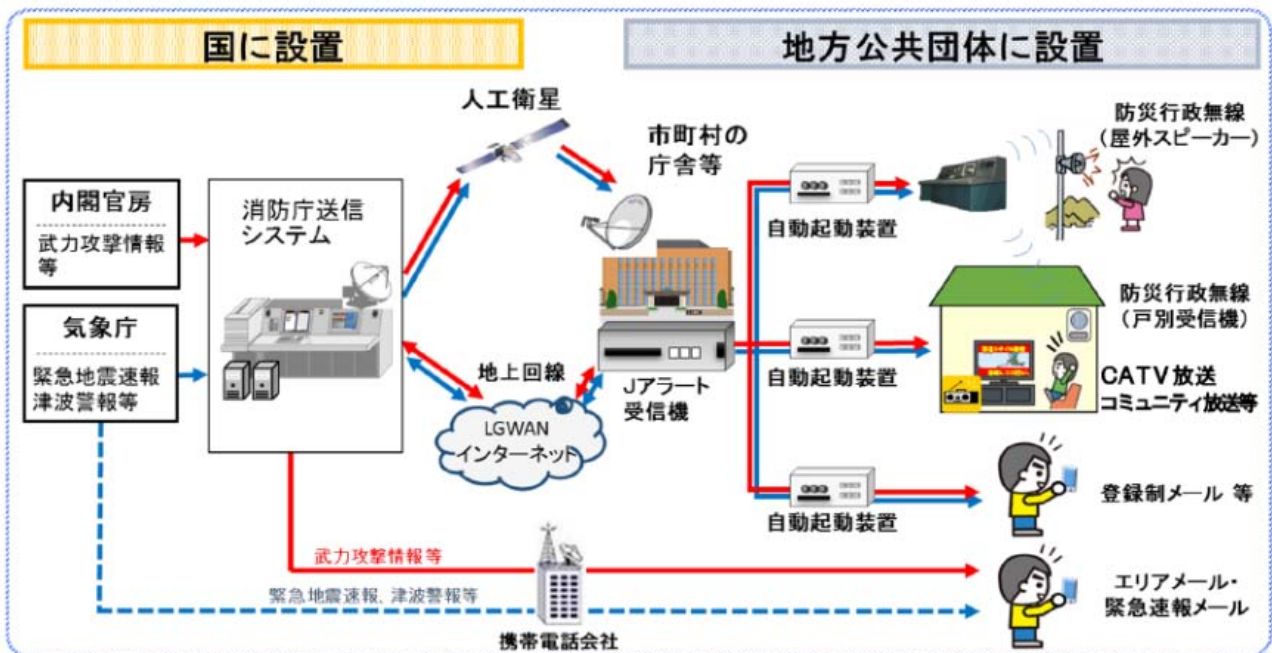 国に設置
地方公共団体に設置
人工衛星
市町村の
庁舎等
防災行政無線
(屋外スピーカー)
内閣官房
武力攻撃情報
等
消防庁送信
システム
自動起動装置
気象庁
緊急地震速報
津波警報等
地上回線
LGWAN
インターネット
Jアラート
受信機
自動起動装置
防災行政無線
(戸別受信機)
CATV放送
コミュニティ放送等
自動起動装置
登録制メール 等
武力攻撃情報等
緊急地震速報、津波警報等
携帯電話会社
エリアメール・
緊急速報メール